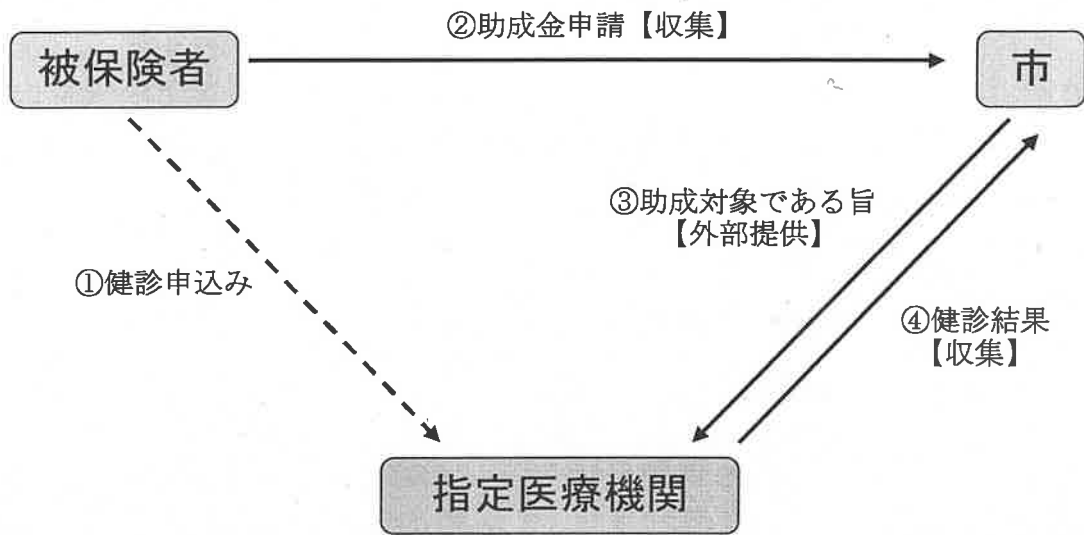 ②助成金申請【収集】
被保険者
市
③助成対象である旨
【外部提供】
①健診申込み
④健診結果
【収集】
指定医療機関